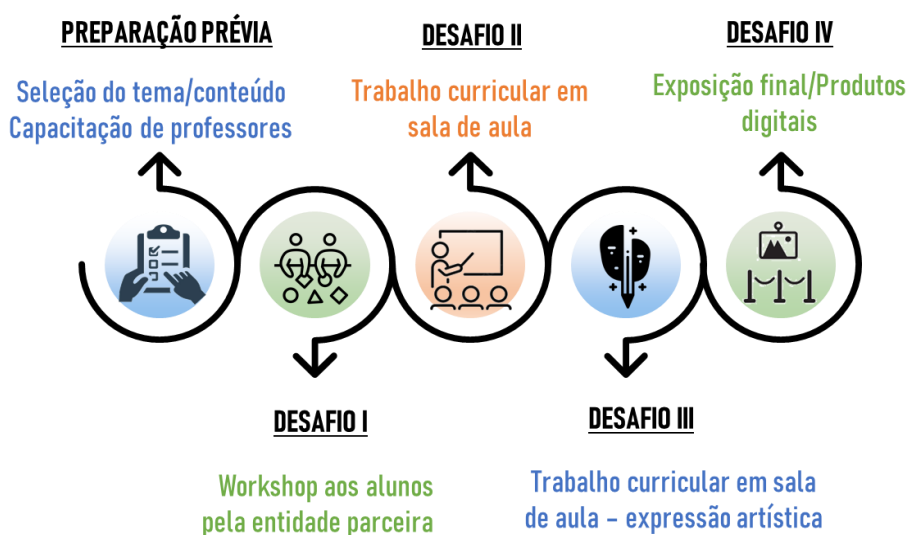 PREPARAÇÃO PRÉVIA
Seleção do tema/conteúdo
Capacitação de professores
DESAFIO I
Workshop aos alunos
pela entidade parceira
DESAFIO II
Trabalho curricular em
sala de aula
DESAFIO III
Trabalho curricular em sala
de aula – expressão artística
DESAFIO IV
Exposição final/Produtos
digitais